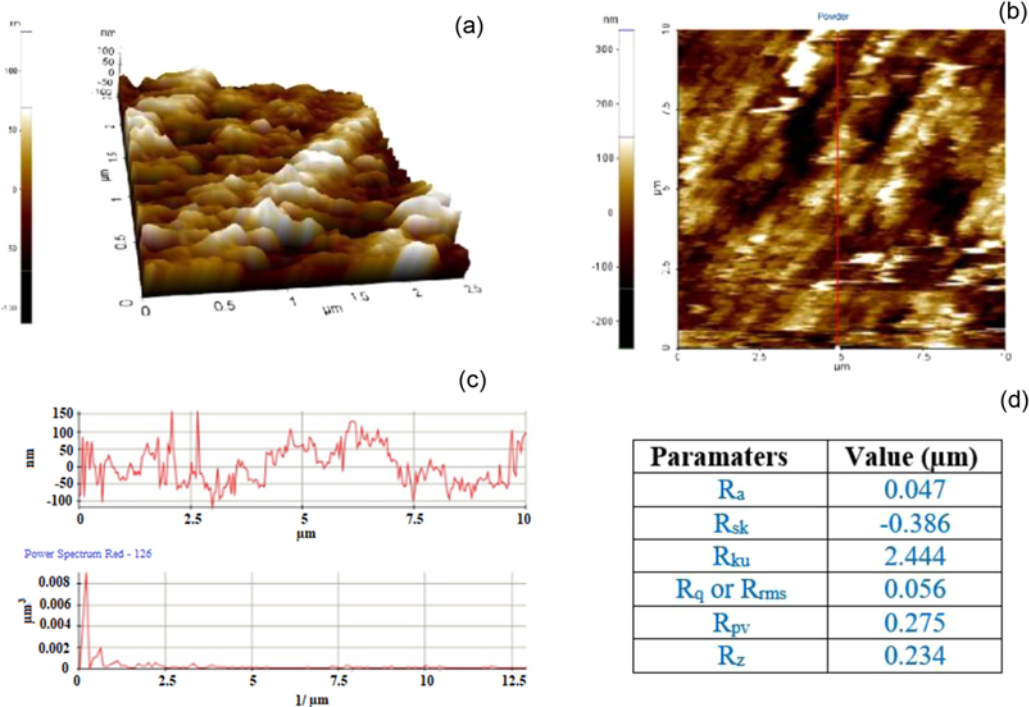 (a)
nm
100
50
0
-50
-100
nm
100
50
0
µm
2
1.5
1
0.5
0
0 0.5 1 2 2.5
µm
(b)
Powder
nm
300
200
100
0
-100
-200
10
7.5
5
2.5
0
µm
0 2.5 5 7.5 10
µm
(c)
150
100
50
0
-50
-100
nm
0 2.5 5 7.5 10
µm
Power Spectrum Red - 126
0.008
0.006
0.004
0.002
0
µm³
0 2.5 5 7.5 10 12.5
1/ µm
(d)
Paramaters Value (µm)
Ra 0.047
Rsk -0.386
Rku 2.444
Rq or Rrms 0.056
Rpv 0.275
Rz 0.234